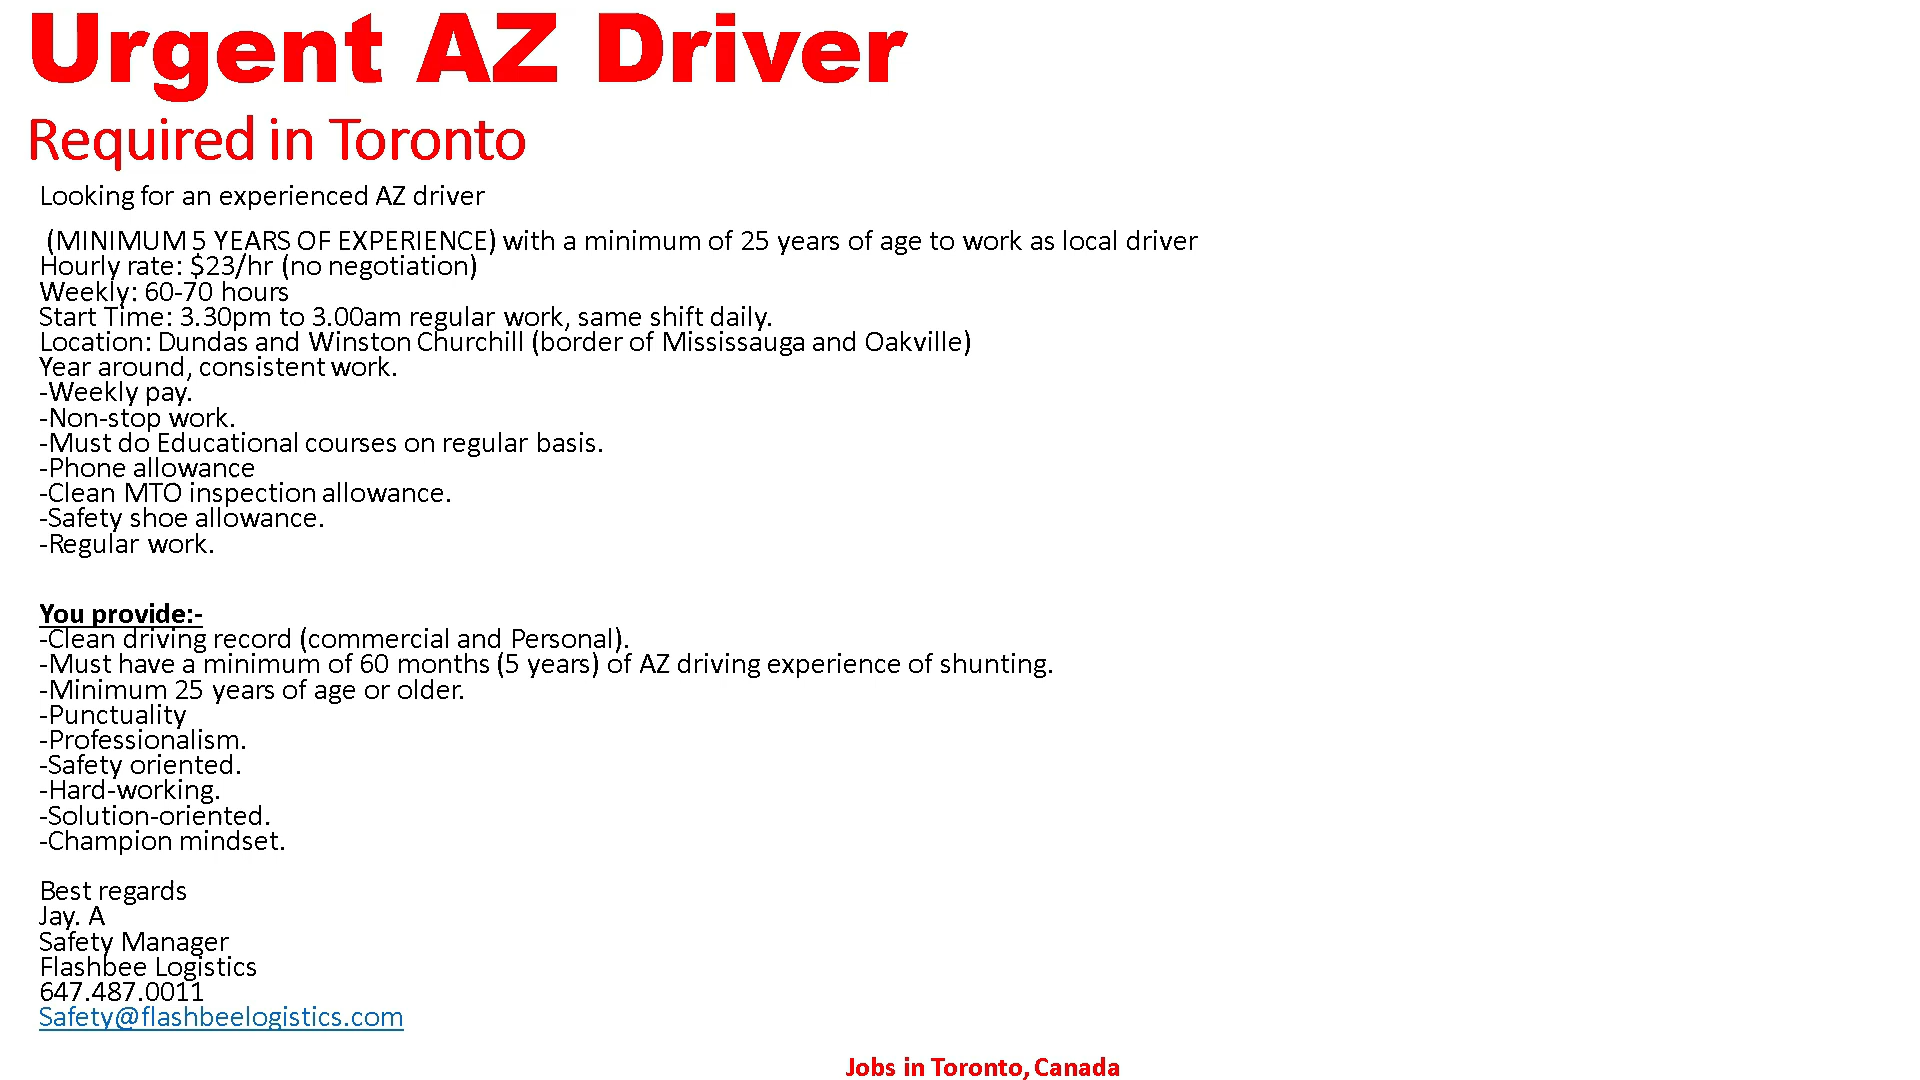 Urgent AZ Driver
Required in Toronto
Looking for an experienced AZ driver
(MINIMUM 5 YEARS OF EXPERIENCE) with a minimum of 25 years of age to work as local driver
Hourly rate: $23/hr (no negotiation)
Weekly: 60-70 hours
Start Time: 3.30pm to 3.00am regular work, same shift daily.
Location: Dundas and Winston Churchill (border of Mississauga and Oakville)
Year around, consistent work.
-Weekly pay.
-Non-stop work.
-Must do Educational courses on regular basis.
-Phone allowance
-Clean MTO inspection allowance.
-Safety shoe allowance.
-Regular work.
You provide:-
-Clean driving record (commercial and Personal).
-Must have a minimum of 60 months (5 years) of AZ driving experience of shunting.
-Minimum 25 years of age or older.
-Punctuality
-Professionalism.
-Safety oriented.
-Hard-working.
-Solution-oriented.
-Champion mindset.
Best regards
Jay. A
Safety Manager
Flashbee Logistics
647.487.0011
Safety@flashbeelogistics.com
Jobs in Toronto, Canada